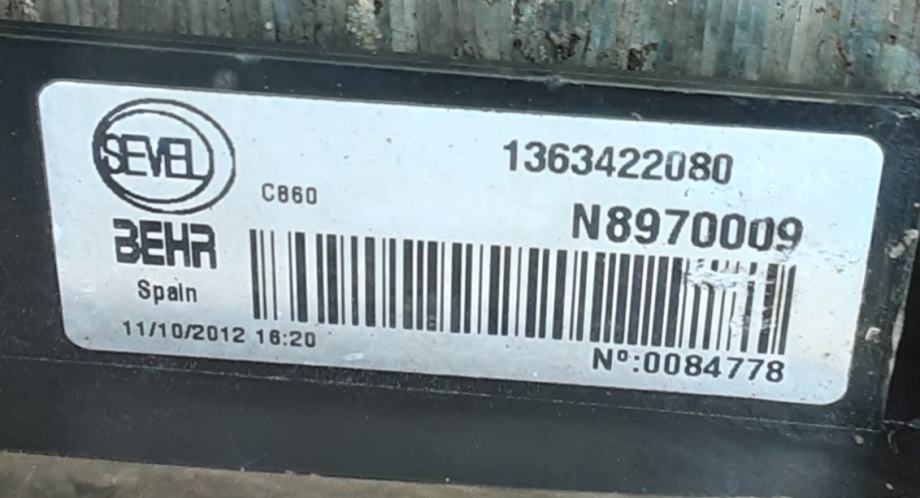 SEVEL
1363422080
C860
N8970009
BEHR
Spain
11/10/2012 16:20
Nº:0084778